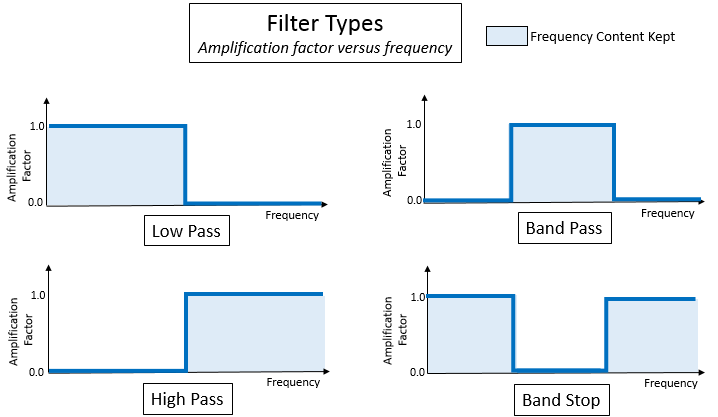 Filter Types
Amplification factor versus frequency
Frequency Content Kept
Amplification
Factor
1.0
0.0
Frequency
Low Pass
Amplification
Factor
1.0
0.0
Frequency
Band Pass
Amplification
Factor
1.0
0.0
Frequency
High Pass
Amplification
Factor
1.0
0.0
Frequency
Band Stop